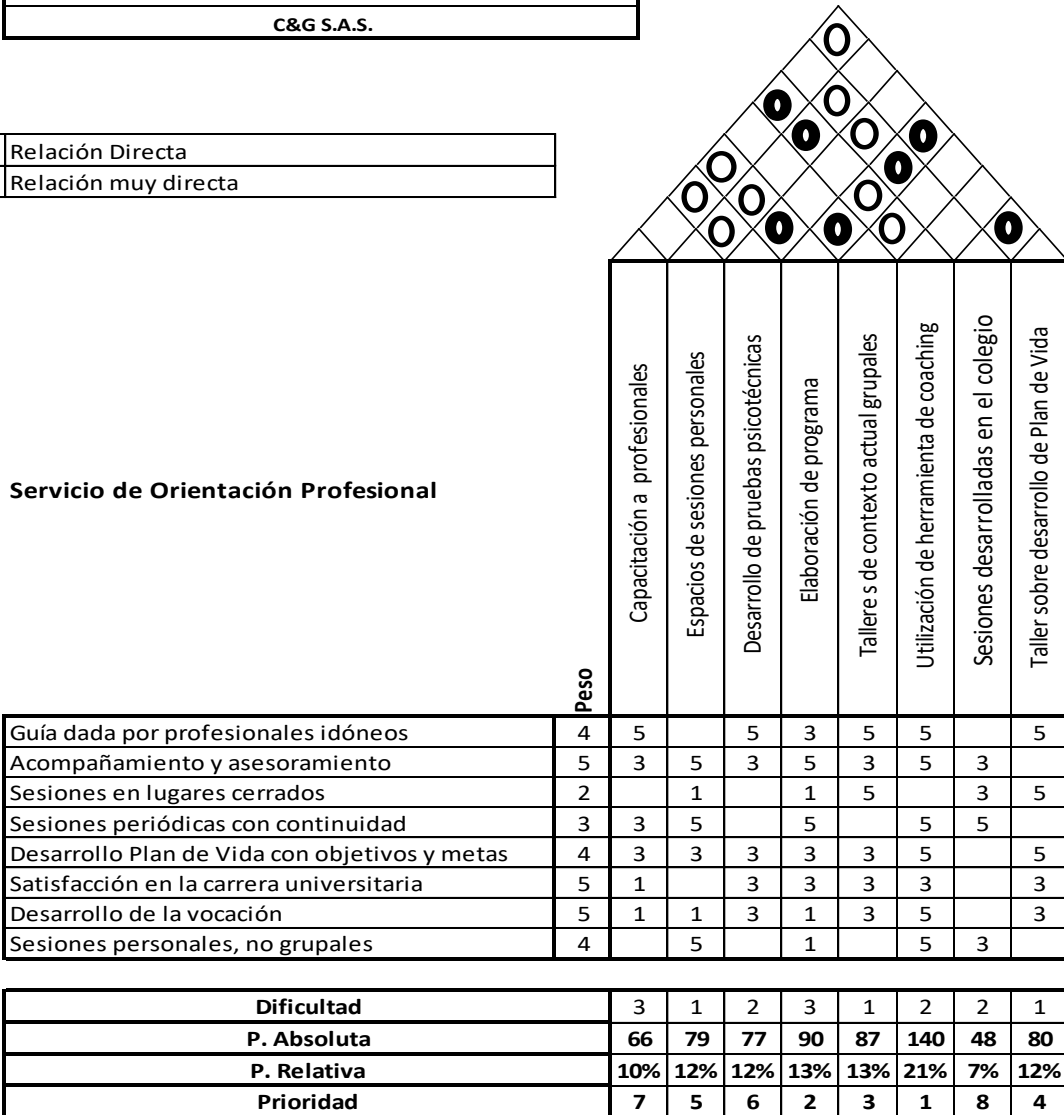 C&G S.A.S.
Relación Directa
Relación muy directa
Servicio de Orientación Profesional
Peso
Capacitación a profesionales
Espacios de sesiones personales
Desarrollo de pruebas psicotécnicas
Elaboración de programa
Tallere s de contexto actual grupales
Utilización de herramienta de coaching
Sesiones desarrolladas en el colegio
Taller sobre desarrollo de Plan de Vida
Guía dada por profesionales idóneos 4 5 5 3 5 5 5
Acompañamiento y asesoramiento 5 3 5 3 5 3 5 3
Sesiones en lugares cerrados 2 1 1 5 3 5
Sesiones periódicas con continuidad 3 3 5 5 5 5
Desarrollo Plan de Vida con objetivos y metas 4 3 3 3 3 3 5 5
Satisfacción en la carrera universitaria 5 1 3 3 3 3 3
Desarrollo de la vocación 5 1 1 3 1 3 5 3
Sesiones personales, no grupales 4 5 1 5 3
Dificultad 3 1 2 3 1 2 2 1
P. Absoluta 66 79 77 90 87 140 48 80
P. Relativa 10% 12% 12% 13% 13% 21% 7% 12%
Prioridad 7 5 6 2 3 1 8 4